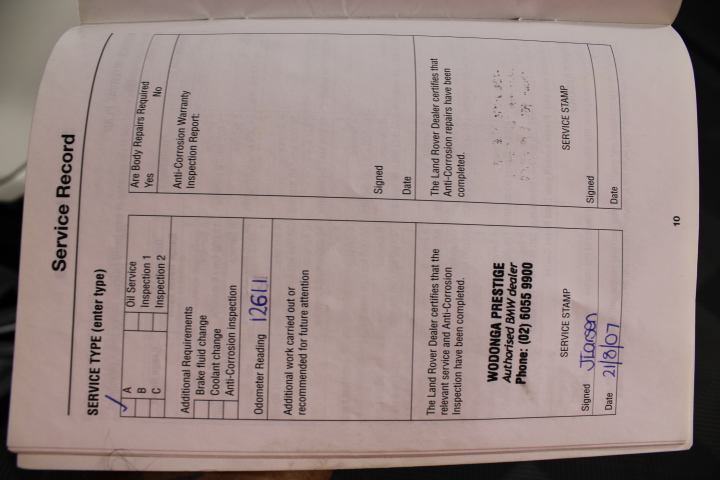 Service Record
SERVICE TYPE (enter type)
A Oil Service
B Inspection 1
C Inspection 2
Additional Requirements
Brake fluid change
Coolant change
Anti-Corrosion inspection
Odometer Reading 12611
Additional work carried out or
recommended for future attention
The Land Rover Dealer certifies that the
relevant service and Anti-Corrosion
Inspection have been completed.
WODONGA PRESTIGE
Authorised BMW dealer
Phone: (02) 6055 9900
SERVICE STAMP
Signed JLarsen
Date 21/8/07
Are Body Repairs Required
Yes No
Anti-Corrosion Warranty
Inspection Report:
Signed
Date
The Land Rover Dealer certifies that
Anti-Corrosion repairs have been
completed.
SERVICE STAMP
Signed
Date
10